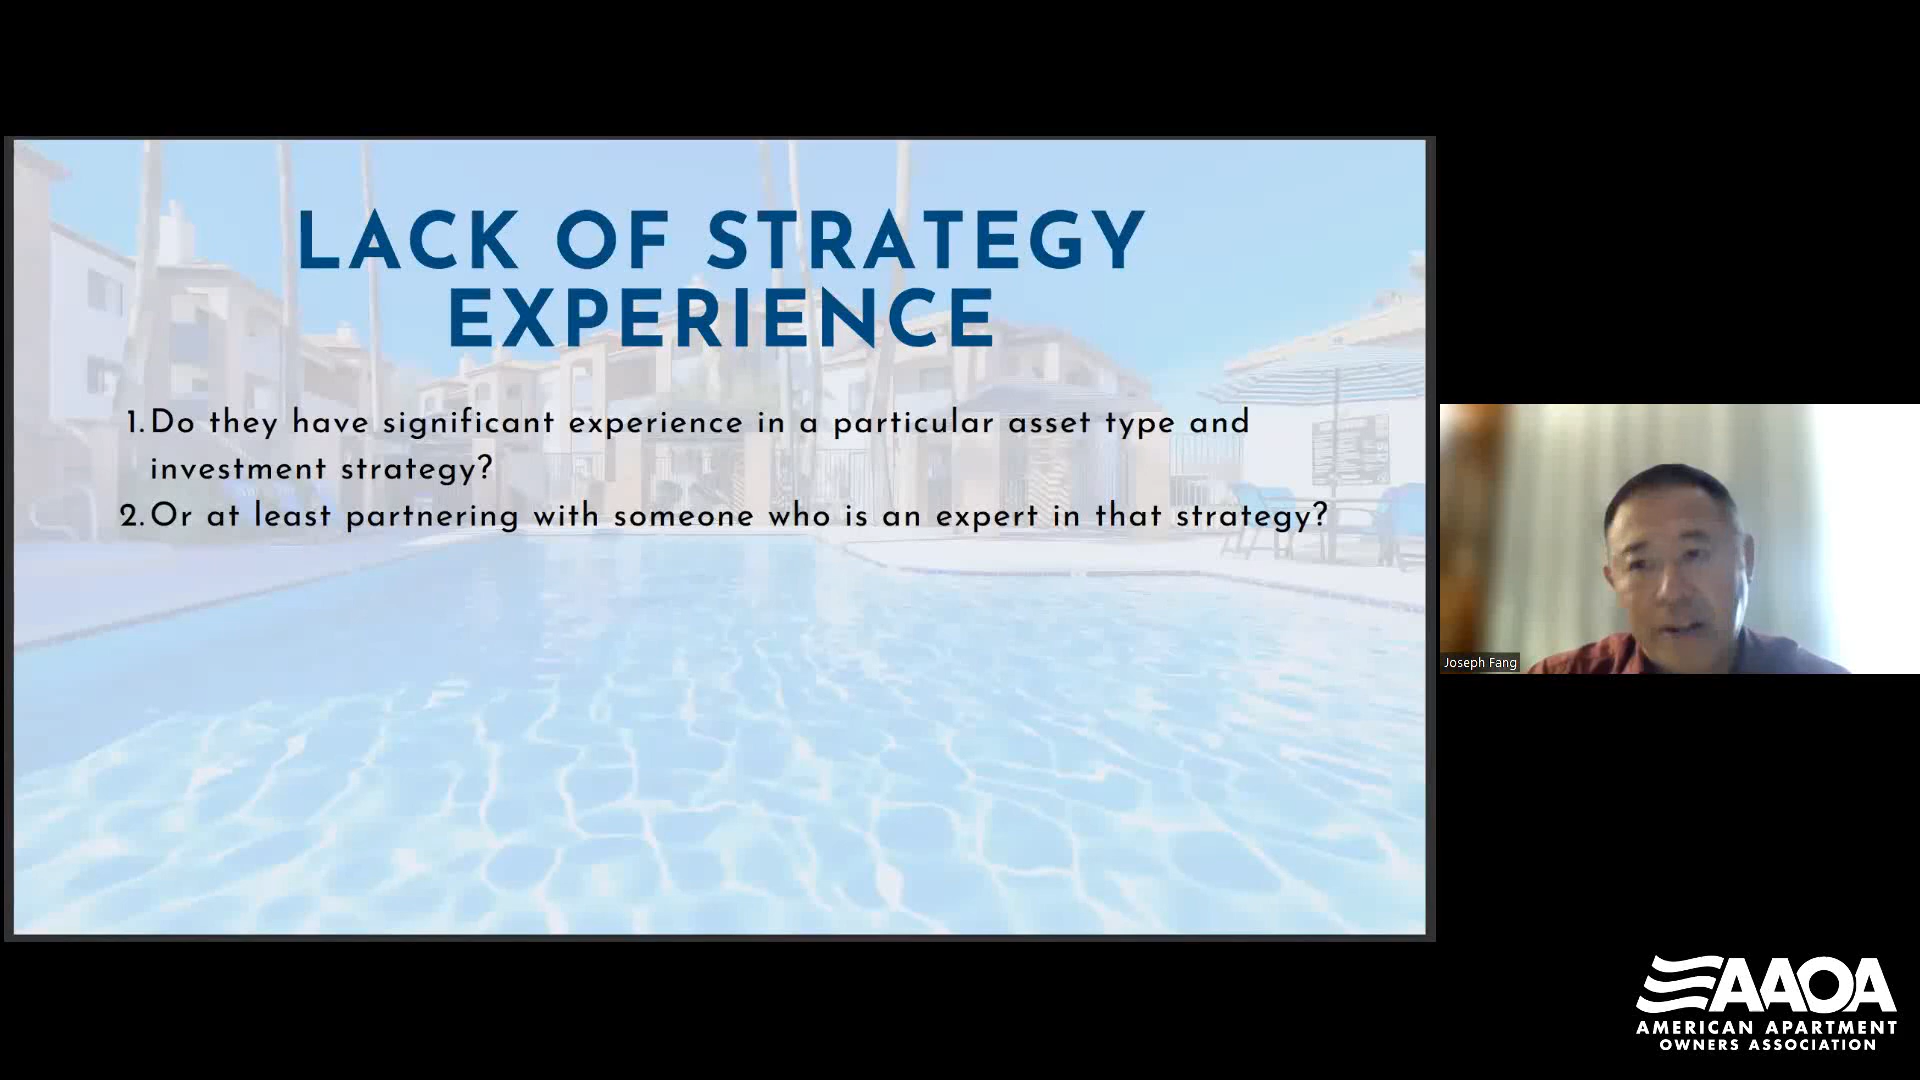 LACK OF STRATEGY
EXPERIENCE
1. Do they have significant experience in a particular asset type and
investment strategy?
2. Or at least partnering with someone who is an expert in that strategy?
Joseph Fang
AAOA
AMERICAN APARTMENT
OWNERS ASSOCIATION